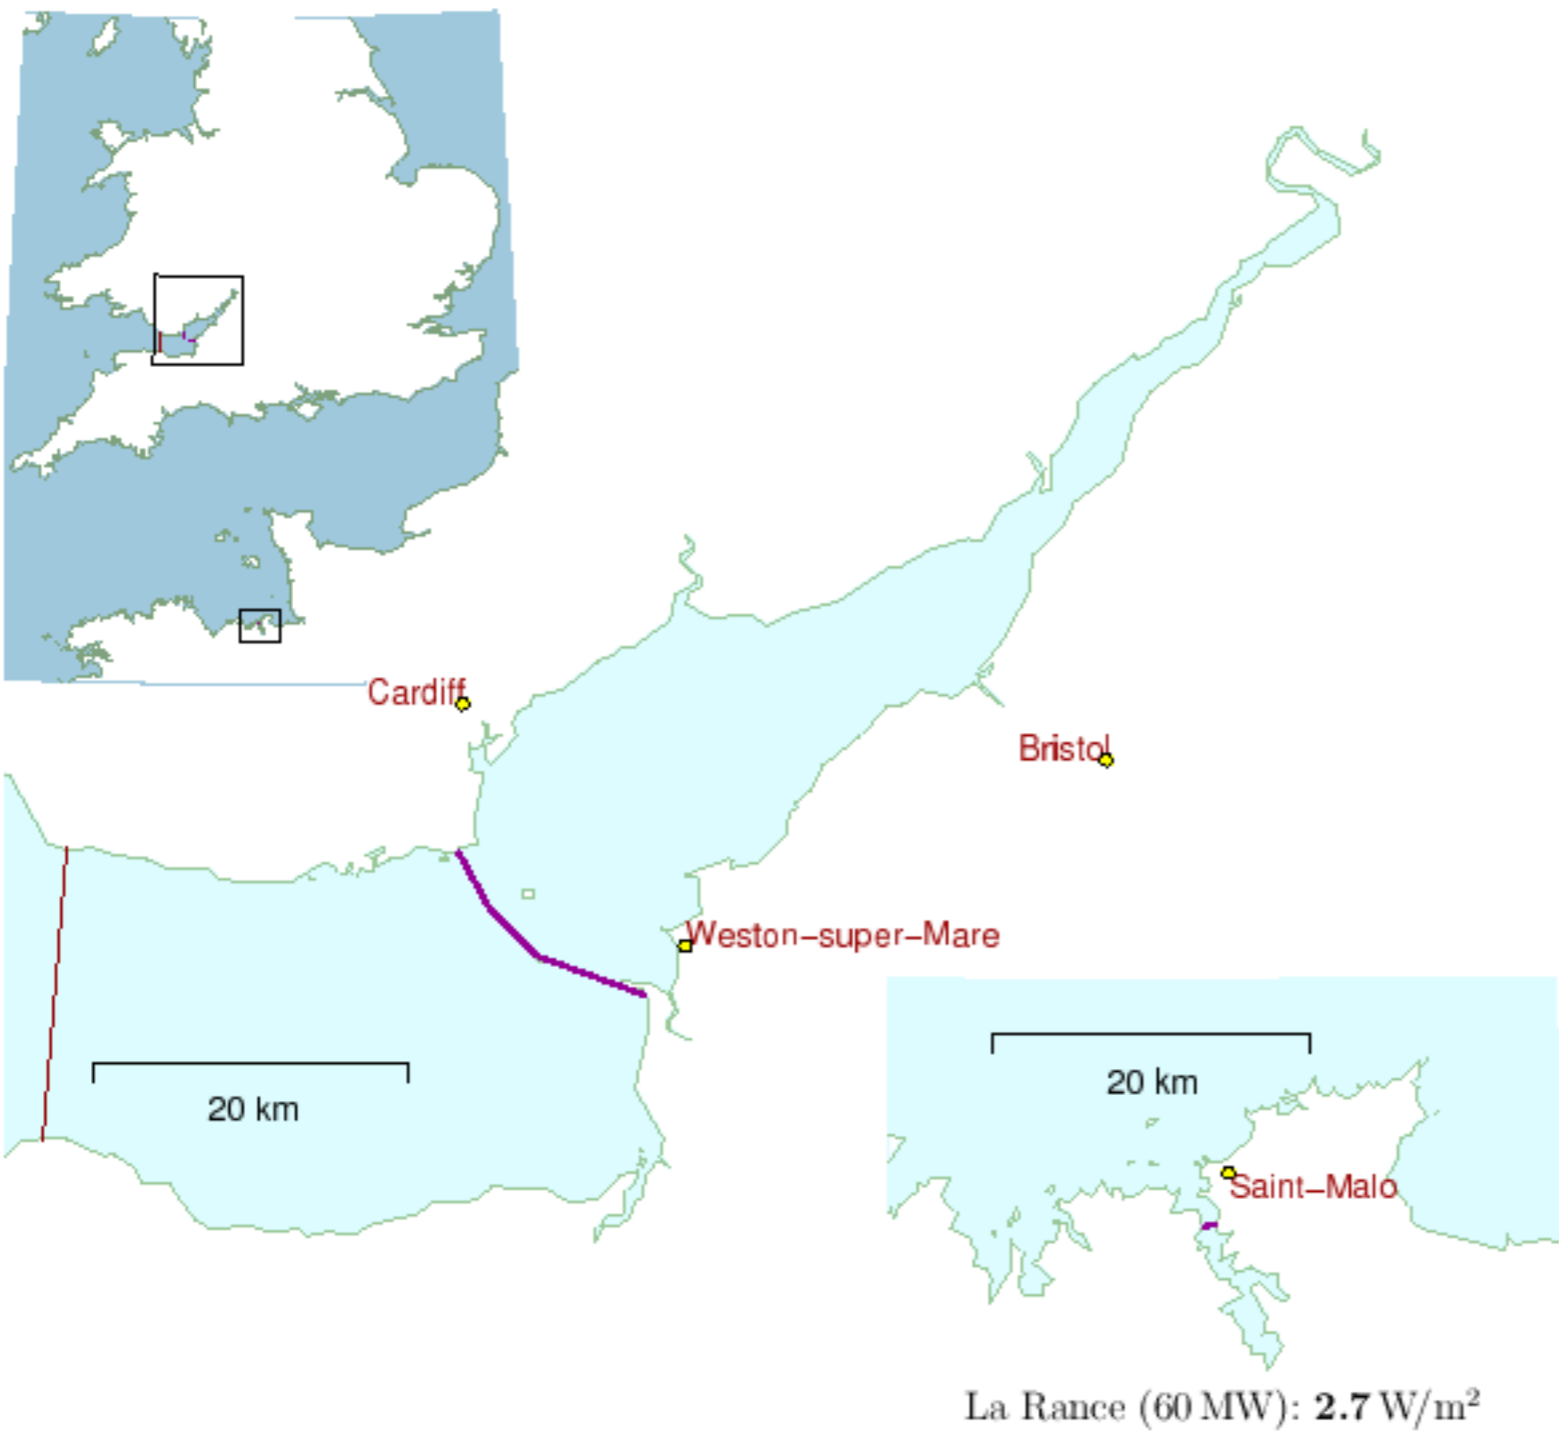 Cardiff
Bristol
Weston–super–Mare
20 km
20 km
Saint–Malo
La Rance (60 MW): 2.7 W/m²